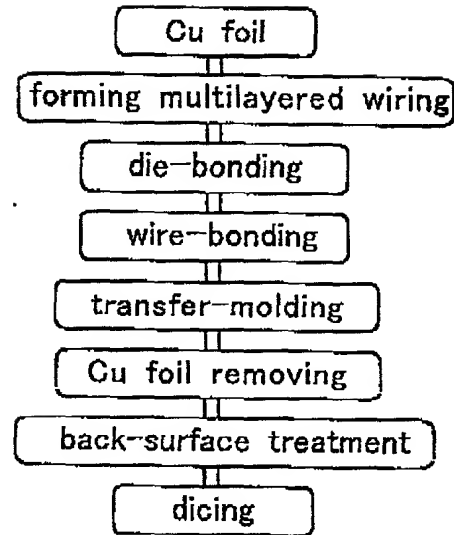 Cu foil
forming multilayered wiring
die-bonding
wire-bonding
transfer-molding
Cu foil removing
back-surface treatment
dicing